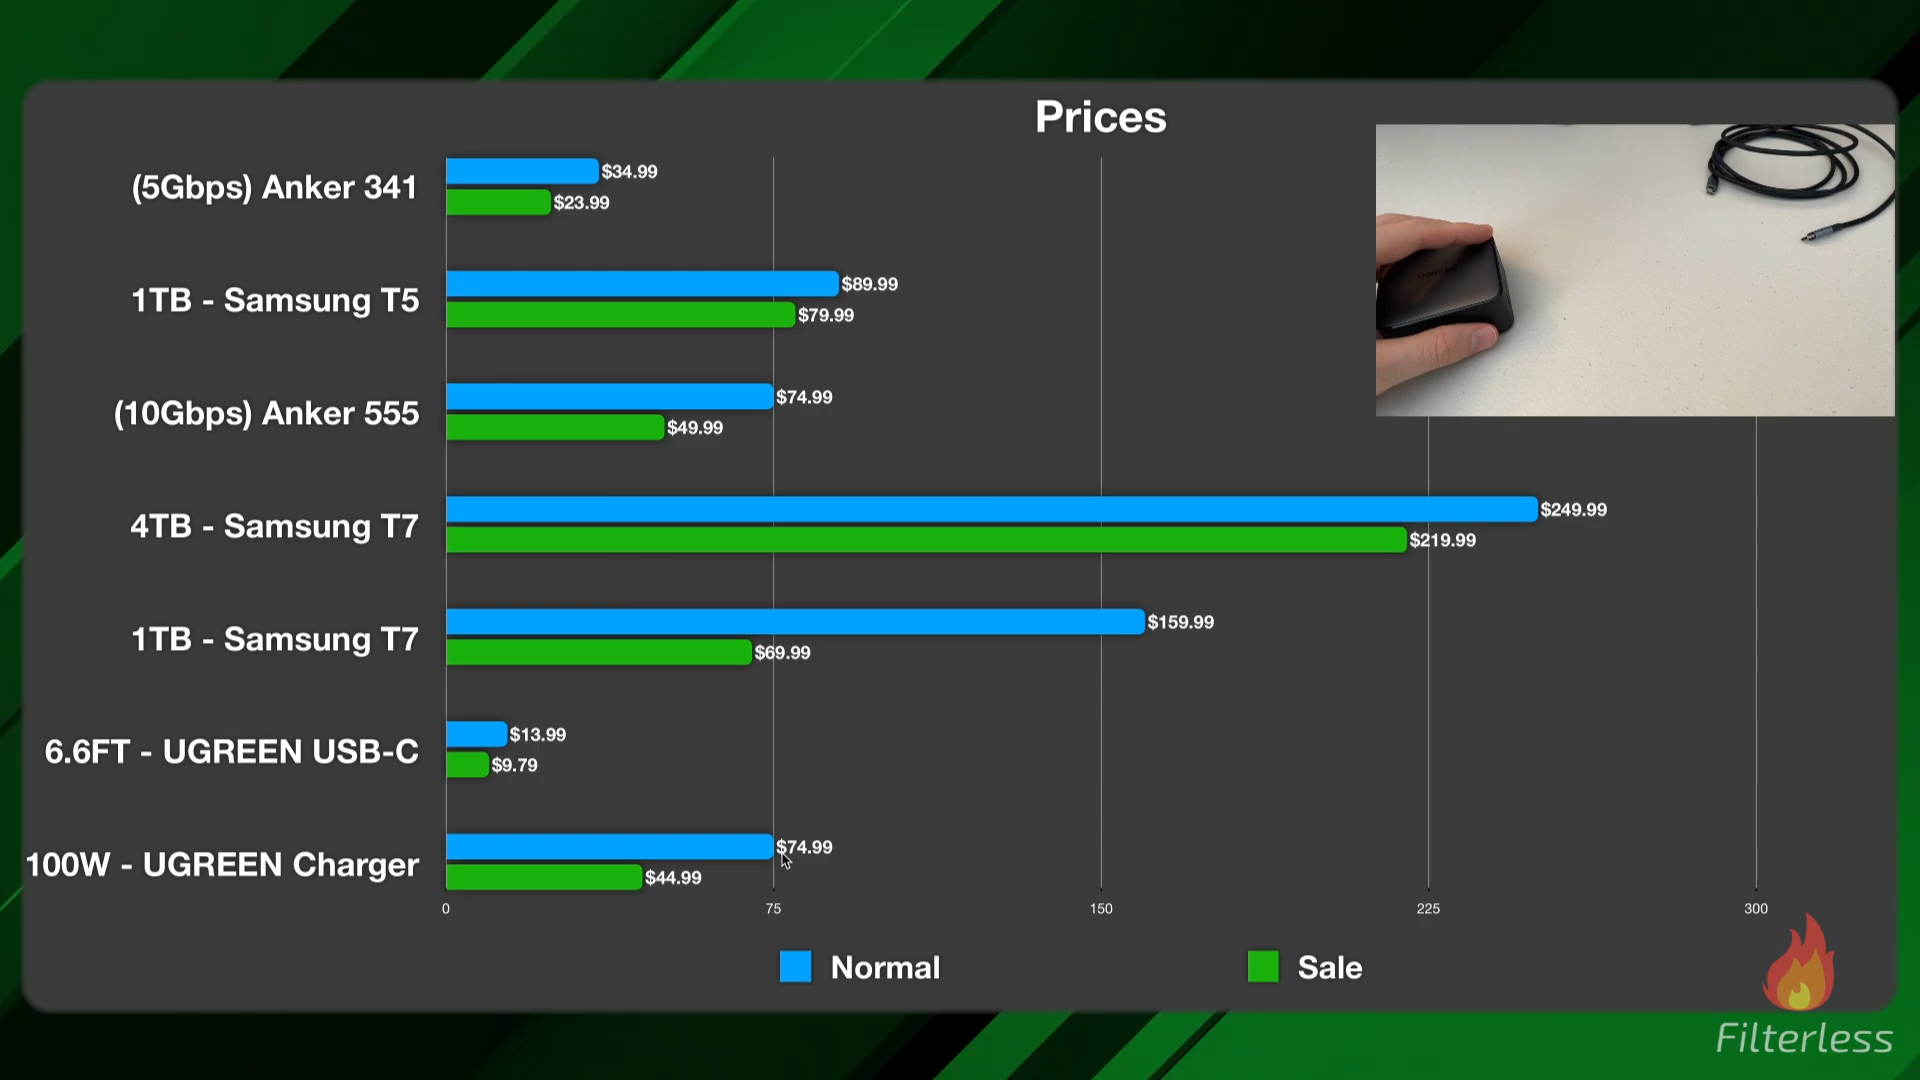 Prices
(5Gbps) Anker 341
$34.99
$23.99
1TB - Samsung T5
$89.99
$79.99
(10Gbps) Anker 555
$74.99
$49.99
4TB - Samsung T7
$249.99
$219.99
1TB - Samsung T7
$159.99
$69.99
6.6FT - UGREEN USB-C
$13.99
$9.79
100W - UGREEN Charger
$74.99
$44.99
0 75 150 225 300
Normal Sale
Filterless